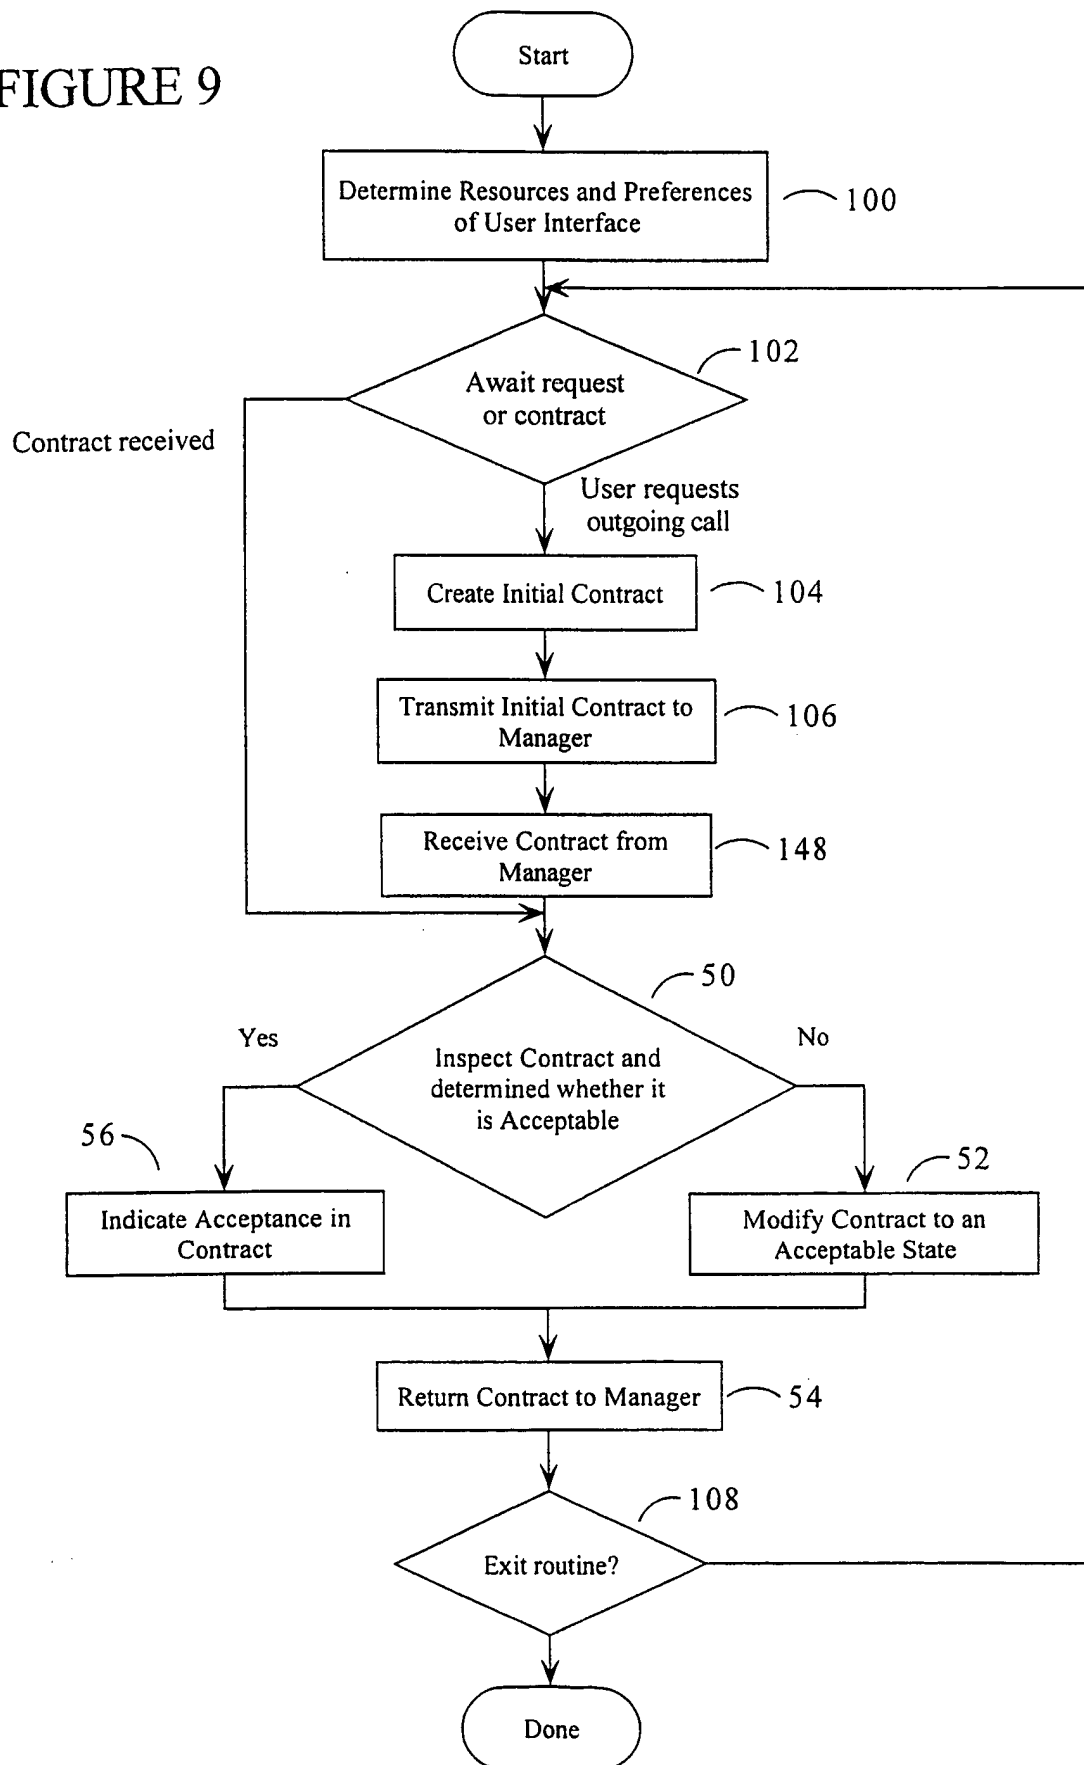 Start
FIGURE 9
Determine Resources and Preferences
of User Interface
100
102
Await request
or contract
Contract received
User requests
outgoing call
Create Initial Contract
104
Transmit Initial Contract to
Manager
106
Receive Contract from
Manager
148
50
Yes
No
Inspect Contract and
determined whether it
is Acceptable
56
52
Indicate Acceptance in
Contract
Modify Contract to an
Acceptable State
Return Contract to Manager
54
108
Exit routine?
Done